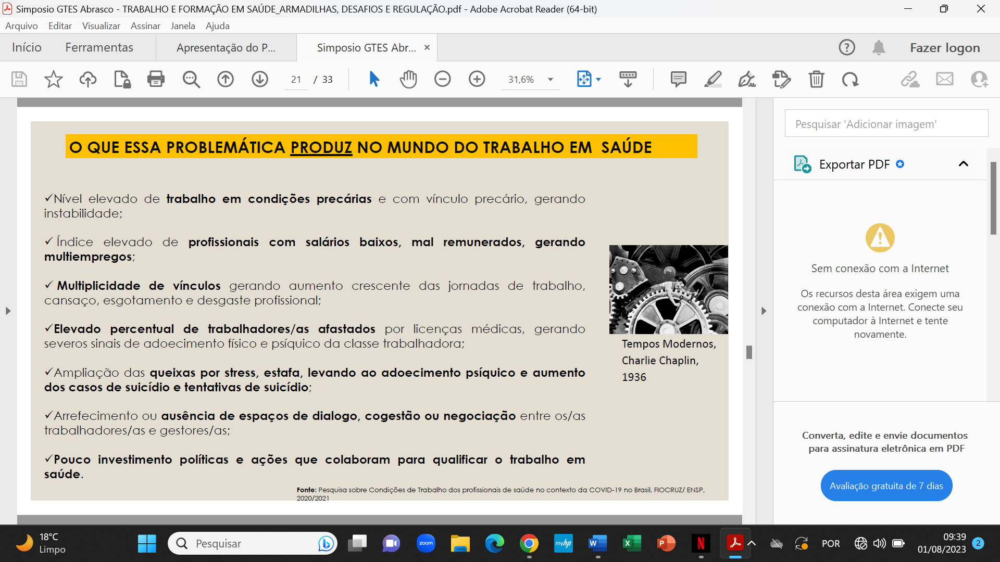 Simposio GTES Abrasco - TRABALHO E FORMAÇÃO EM SAÚDE_ARMADILHAS, DESAFIOS E REGULAÇÃO.pdf - Adobe Acrobat Reader (64-bit)
Arquivo Editar Visualizar Assinar Janela Ajuda
Início Ferramentas Apresentação do P... Simposio GTES Abr... × Fazer logon
21 / 33 31,6%
O QUE ESSA PROBLEMÁTICA PRODUZ NO MUNDO DO TRABALHO EM SAÚDE
✓Nível elevado de trabalho em condições precárias e com vínculo precário, gerando
instabilidade;
✓Índice elevado de profissionais com salários baixos, mal remunerados, gerando
multiempregos;
✓Multiplicidade de vínculos gerando aumento crescente das jornadas de trabalho,
cansaço, esgotamento e desgaste profissional;
✓Elevado percentual de trabalhadores/as afastados por licenças médicas, gerando
severos sinais de adoecimento físico e psíquico da classe trabalhadora;
✓Ampliação das queixas por stress, estafa, levando ao adoecimento psíquico e aumento
dos casos de suicídio e tentativas de suicídio;
✓Arrefecimento ou ausência de espaços de dialogo, cogestão ou negociação entre os/as
trabalhadores/as e gestores/as;
✓Pouco investimento políticas e ações que colaboram para qualificar o trabalho em
saúde.
Tempos Modernos,
Charlie Chaplin,
1936
Fonte: Pesquisa sobre Condições de Trabalho dos profissionais de saúde no contexto da COVID-19 no Brasil, FIOCRUZ/ ENSP,
2020/2021
Pesquisar 'Adicionar imagem'
Exportar PDF
Sem conexão com a Internet
Os recursos desta área exigem uma
conexão com a Internet. Conecte seu
computador à Internet e tente
novamente.
Converta, edite e envie documentos
para assinatura eletrônica em PDF
Avaliação gratuita de 7 dias
18°C
Limpo
Pesquisar
zoom
myhp
W
X
P
N
POR
09:39
01/08/2023
2